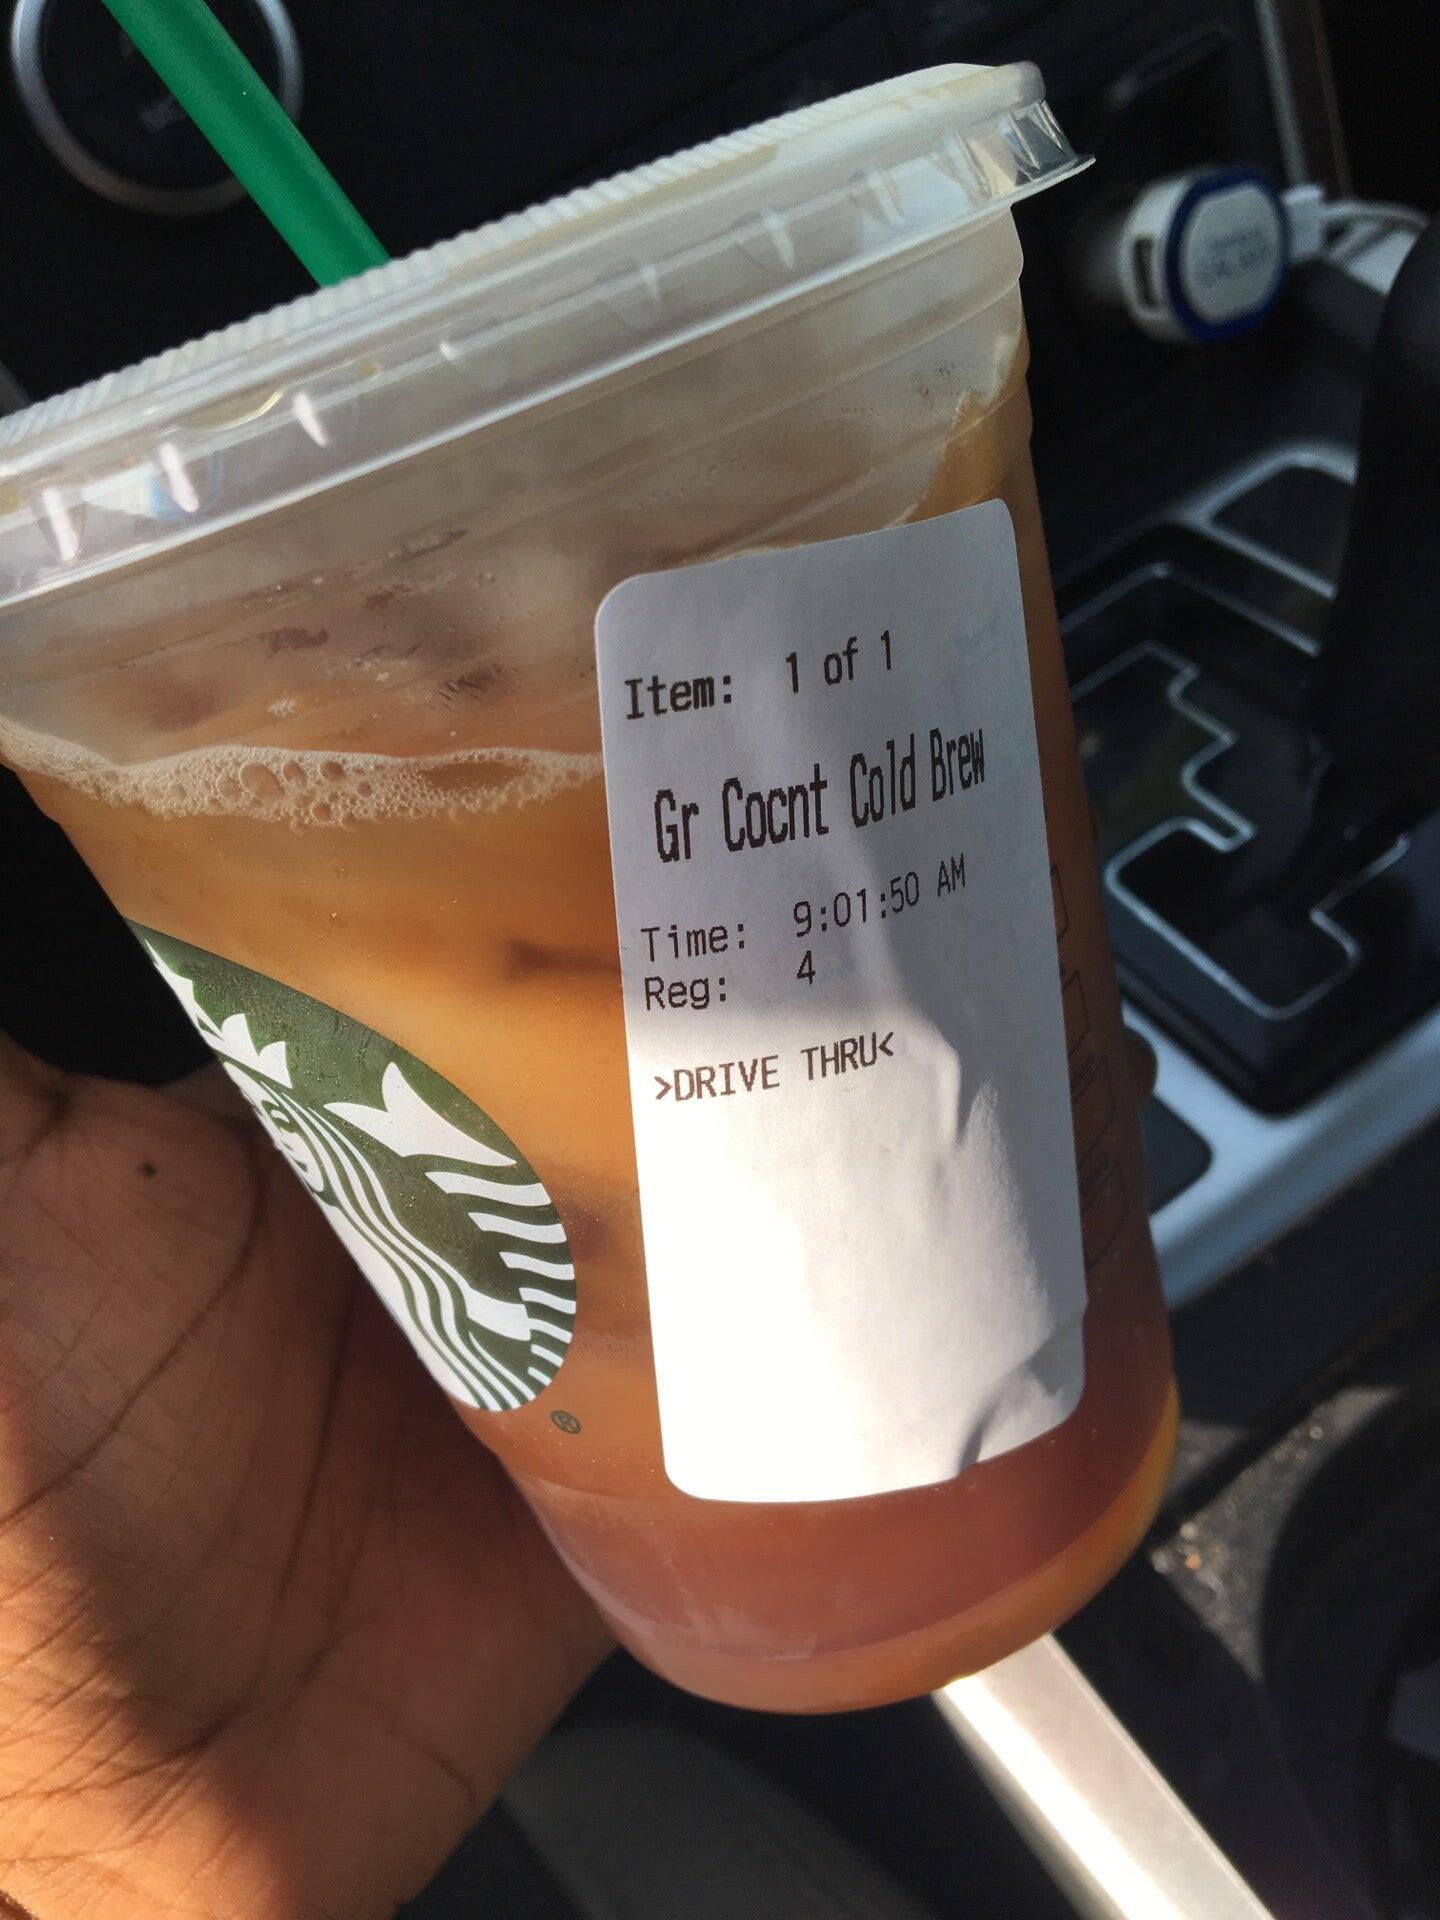 Item: 1 of 1
Gr Cocnt Cold Brew
Time: 9:01:50 AM
Reg: 4
>DRIVE THRU<
®